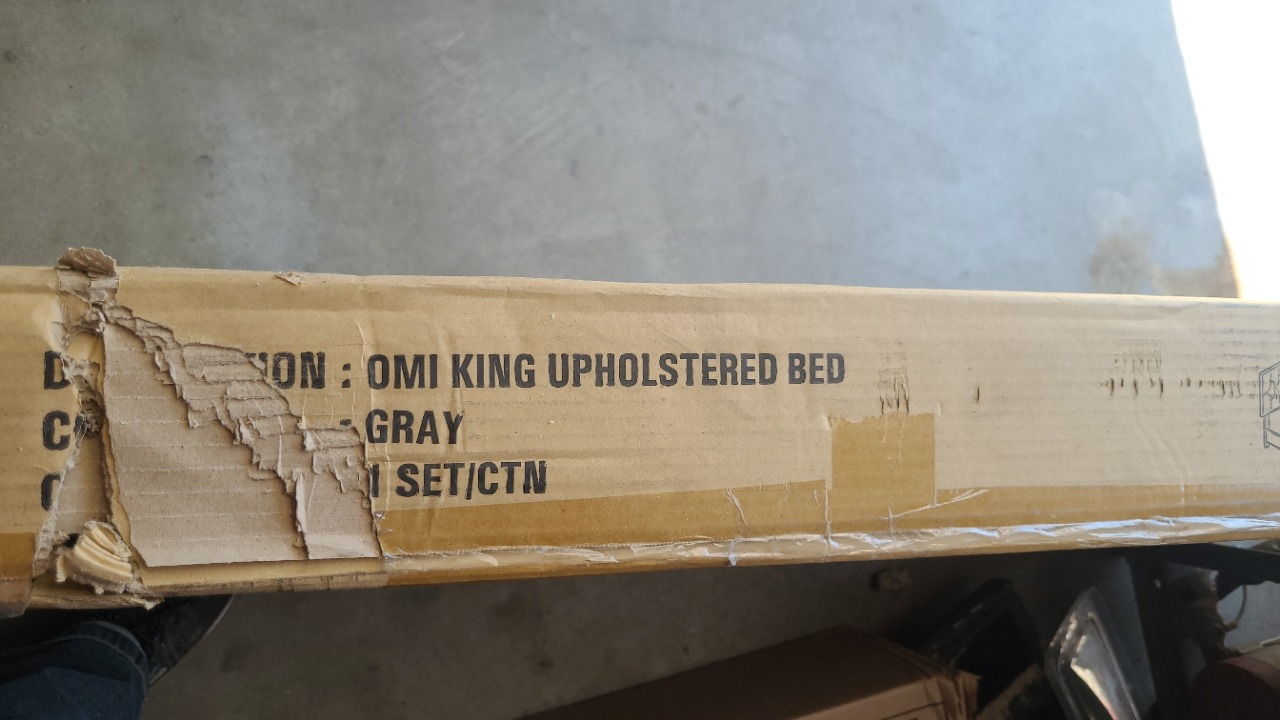 D ION : OMI KING UPHOLSTERED BED
C : GRAY
1 SET/CTN